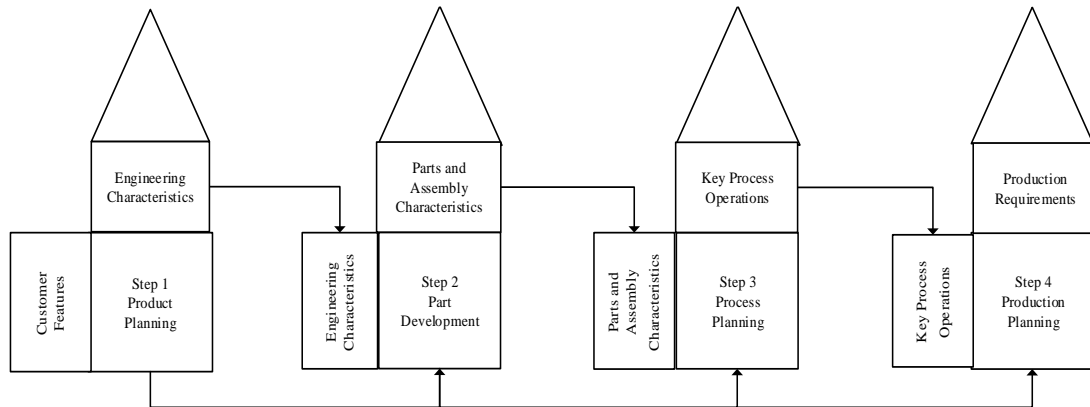 Engineering
Characteristics
Customer
Features
Step 1
Product
Planning
Parts and
Assembly
Characteristics
Engineering
Characteristics
Step 2
Part
Development
Key Process
Operations
Parts and
Assembly
Characteristics
Step 3
Process
Planning
Production
Requirements
Key Process
Operations
Step 4
Production
Planning